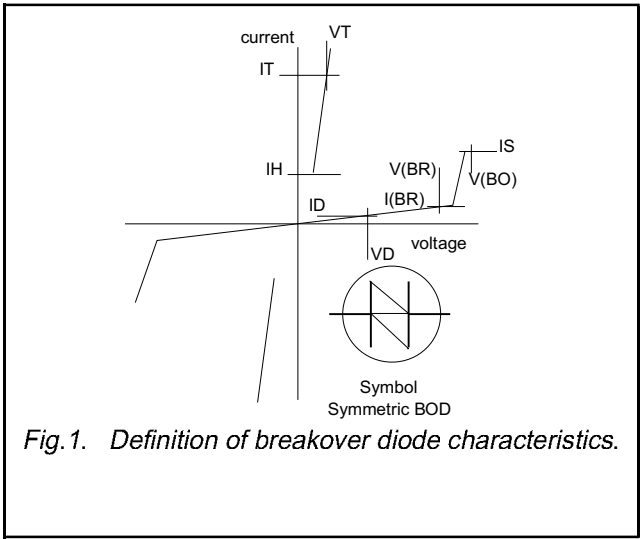 current
VT
IT
IH
IS
V(BR)
V(BO)
ID
I(BR)
voltage
VD
Symbol
Symmetric BOD
Fig.1. Definition of breakover diode characteristics.